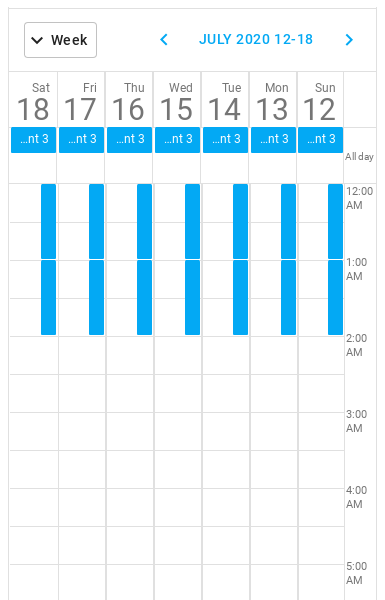 Week
JULY 2020 12-18
Sat Fri Thu Wed Tue Mon Sun
18 17 16 15 14 13 12
...nt 3 ...nt 3 ...nt 3 ...nt 3 ...nt 3 ...nt 3 ...nt 3
All day
12:00
AM
1:00
AM
2:00
AM
3:00
AM
4:00
AM
5:00
AM